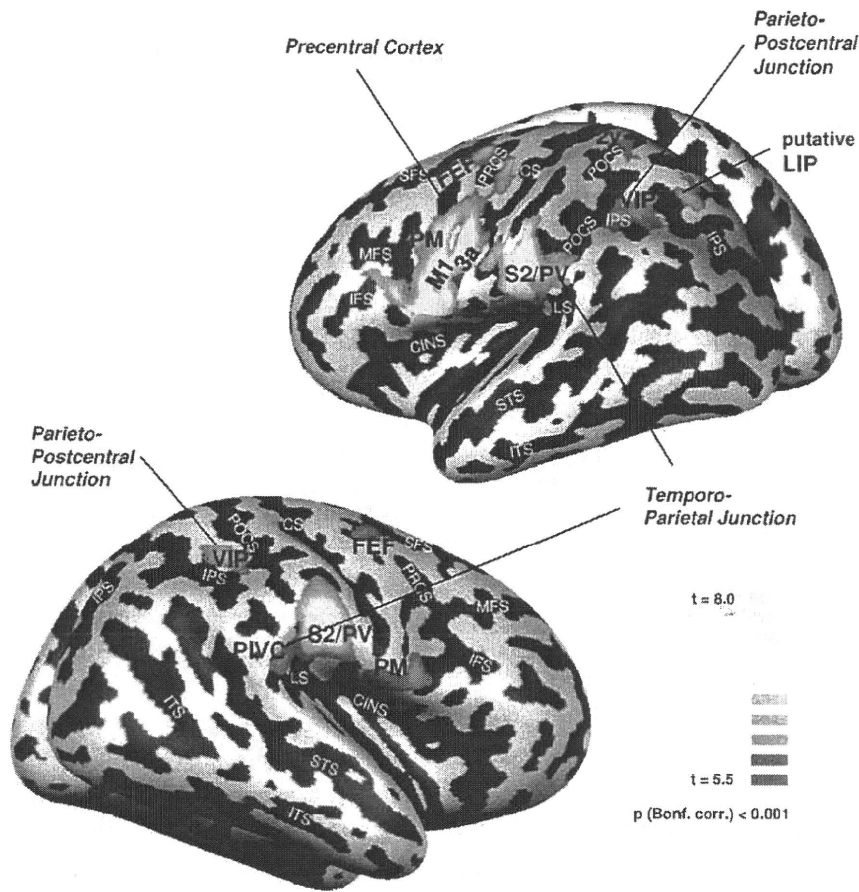 Precentral Cortex
Parieto-
Postcentral
Junction
putative
LIP
2v
POCS
SFS
FEF
PRCS
CS
VIP
IPS
PM
MFS
M1
3a
POCS
IPS
S2/PV
IFS
LS
CINS
STS
ITS
Parieto-
Postcentral
Junction
Temporo-
Parietal Junction
POCS
CS
FEF
SFS
VIP
IPS
IPS
PRCS
MFS
S2/PV
PIVC
PM
IFS
LS
CINS
ITS
STS
ITS
t = 8.0
t = 5.5
p (Bonf. corr.) < 0.001